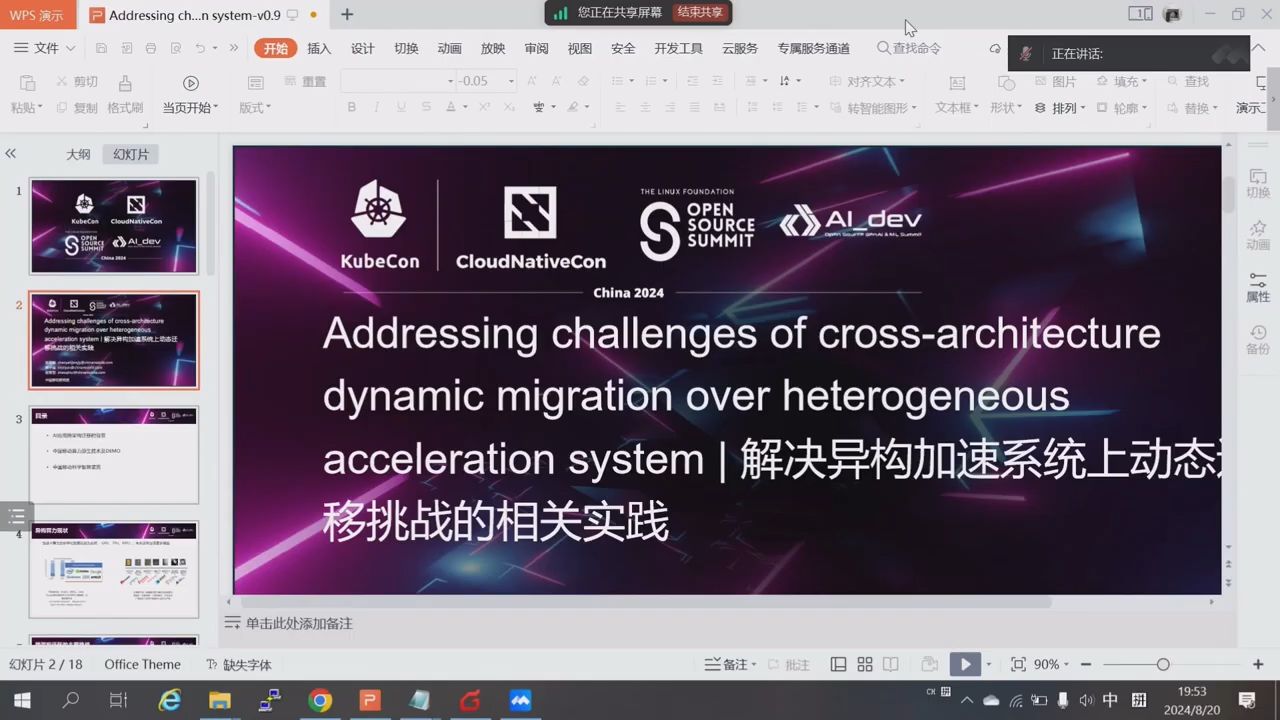 WPS 演示
Addressing ch...n system-v0.9
您正在共享屏幕
结束共享
正在讲话:
文件
开始
插入
设计
切换
动画
放映
审阅
视图
安全
开发工具
云服务
专属服务通道
查找命令
粘贴
剪切
复制
格式刷
当页开始
版式
重置
-0.05
对齐文本
转智能图形
文本框
图片
形状
排列
填充
轮廓
查找
替换
大纲
幻灯片
1
2
3
4
目录
KubeCon
CloudNativeCon
THE LINUX FOUNDATION
OPEN
SOURCE
SUMMIT
AI_dev
China 2024
Addressing challenges of cross-architecture
dynamic migration over heterogeneous
acceleration system | 解决异构加速系统上动态
移挑战的相关实践
切换
动画
属性
备份
单击此处添加备注
幻灯片 2 / 18
Office Theme
缺失字体
备注
批注
90%
CH
中
拼
19:53
2024/8/20